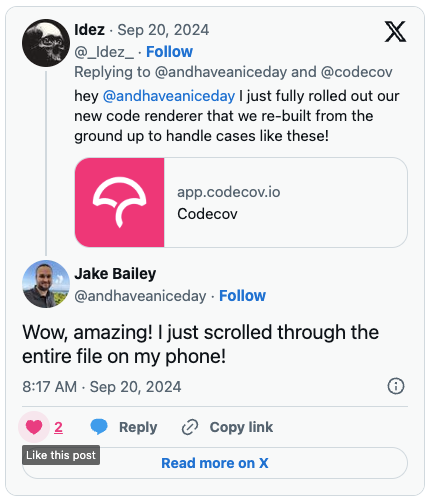 Idez · Sep 20, 2024
@_Idez_ · Follow
Replying to @andhaveaniceday and @codecov
hey @andhaveaniceday I just fully rolled out our
new code renderer that we re-built from the
ground up to handle cases like these!
app.codecov.io
Codecov
Jake Bailey
@andhaveaniceday · Follow
Wow, amazing! I just scrolled through the
entire file on my phone!
8:17 AM · Sep 20, 2024
2 Reply Copy link
Like this post
Read more on X